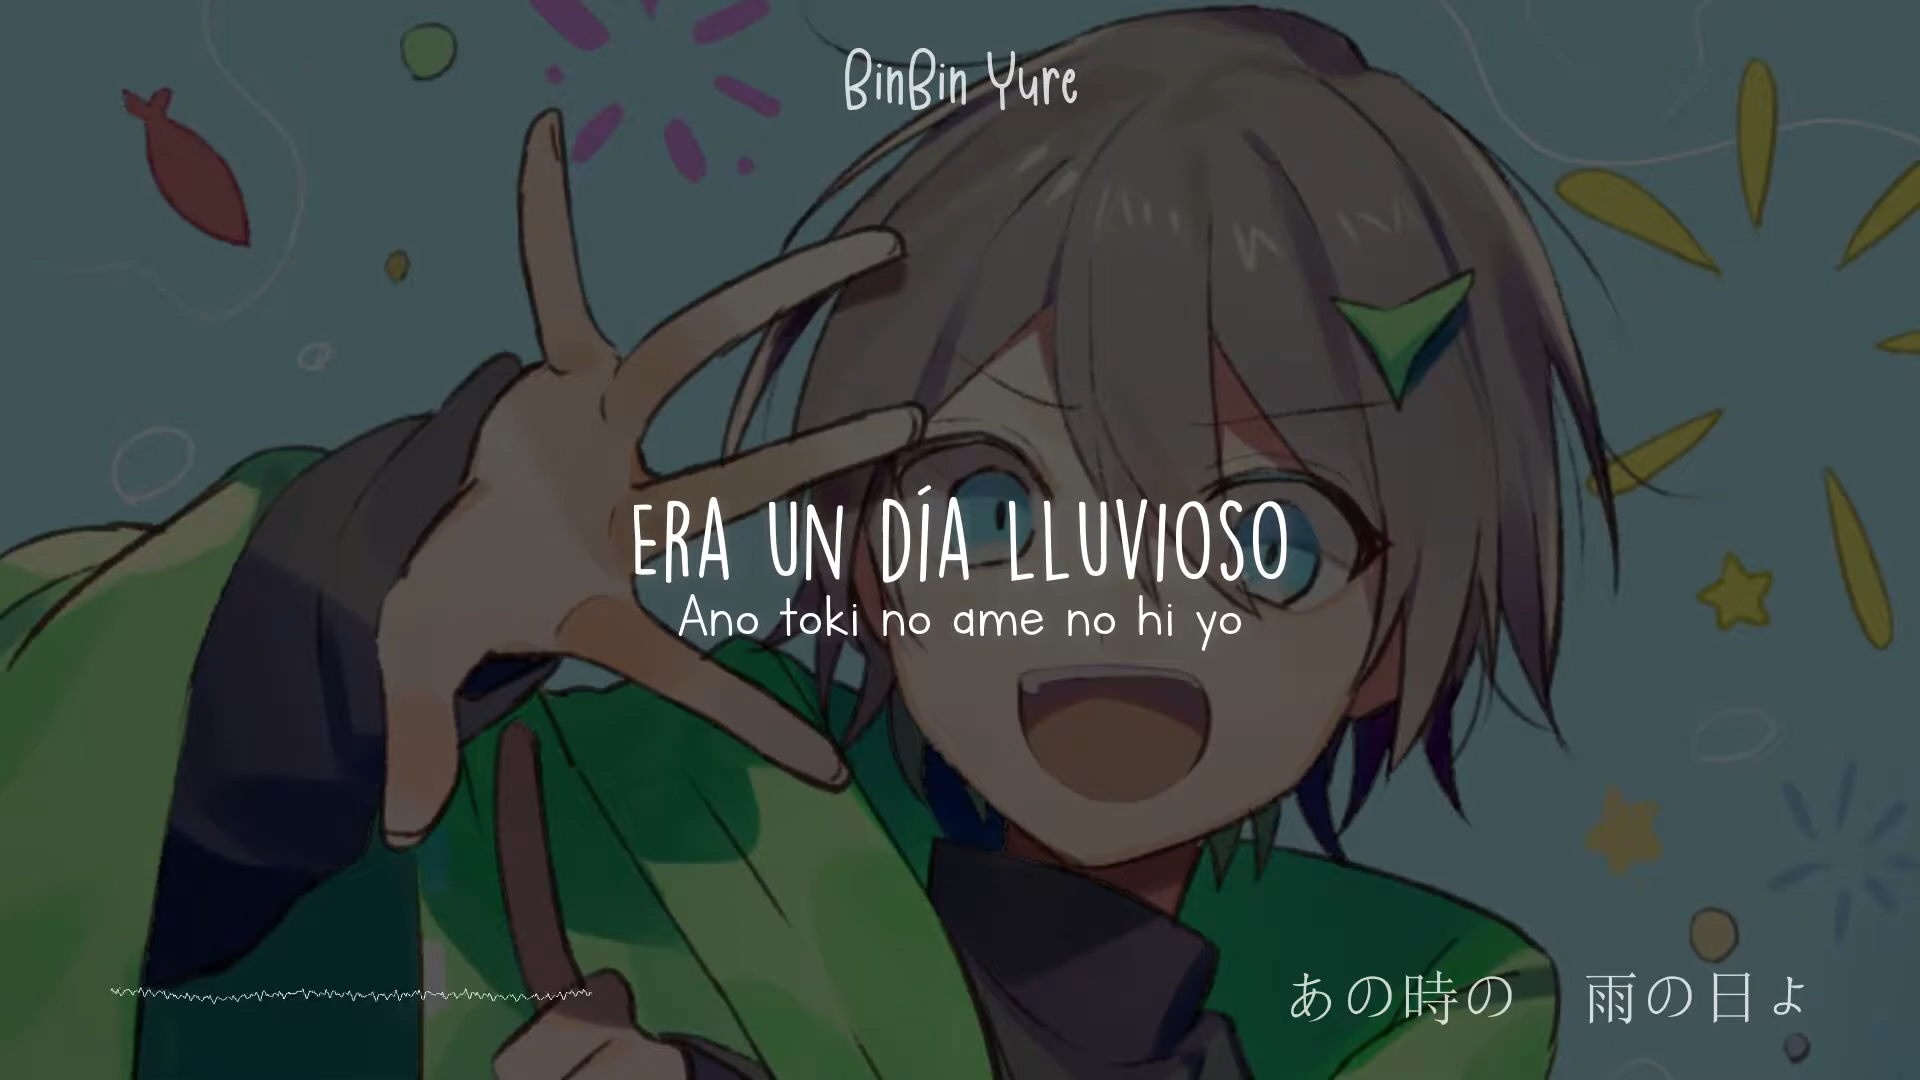 BinBin Yure
ERA UN DÍA LLUVIOSO
Ano toki no ame no hi yo
あの時の　雨の日ょ